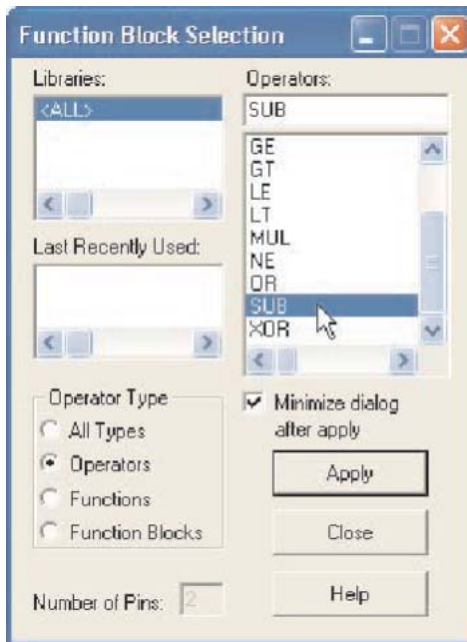 Function Block Selection
Libraries:
<ALL>
Last Recently Used:
Operator Type
All Types
Operators
Functions
Function Blocks
Number of Pins: 2
Operators:
SUB
GE
GT
LE
LT
MUL
NE
OR
SUB
XOR
Minimize dialog
after apply
Apply
Close
Help